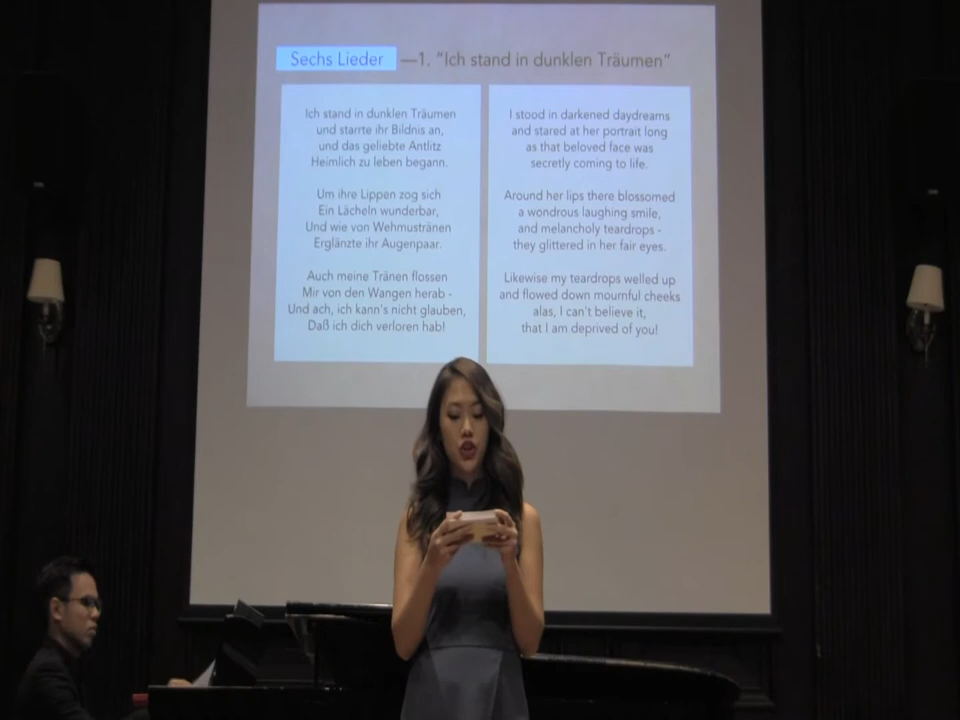 Sechs Lieder —1. "Ich stand in dunklen Träumen"
Ich stand in dunklen Träumen
und starrte ihr Bildnis an,
und das geliebte Antlitz
Heimlich zu leben begann.
Um ihre Lippen zog sich
Ein Lächeln wunderbar,
Und wie von Wehmutstränen
Erglänzte ihr Augenpaar.
Auch meine Tränen flossen
Mir von den Wangen herab -
Und ach, ich kann's nicht glauben,
Daß ich dich verloren hab!
I stood in darkened daydreams
and stared at her portrait long
as that beloved face was
secretly coming to life.
Around her lips there blossomed
a wondrous laughing smile,
and melancholy teardrops -
they glittered in her fair eyes.
Likewise my teardrops welled up
and flowed down mournful cheeks
alas, I can't believe it,
that I am deprived of you!